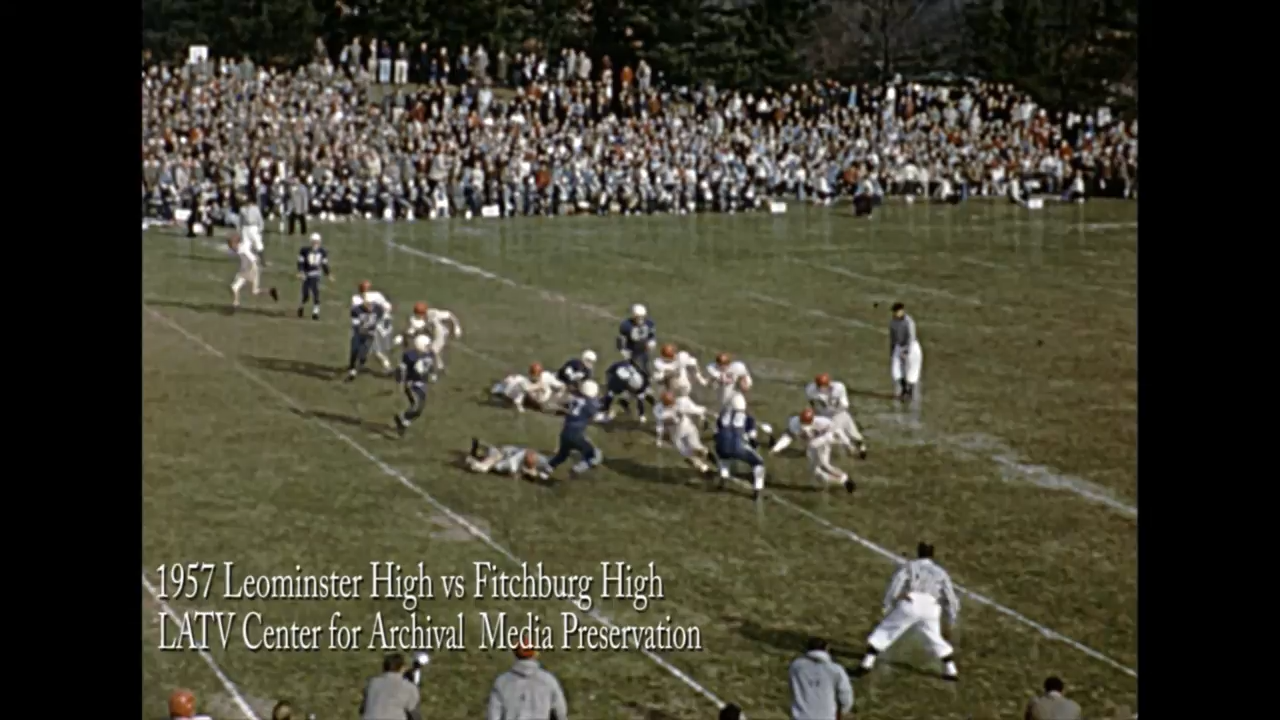 1957 Leominster High vs Fitchburg High
LATV Center for Archival Media Preservation